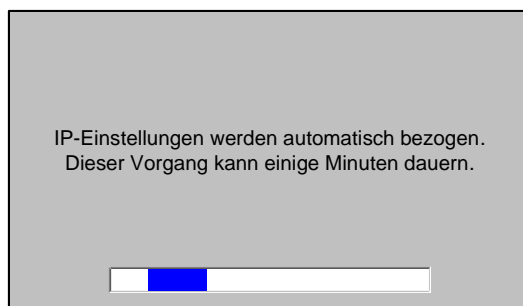 IP-Einstellungen werden automatisch bezogen.
Dieser Vorgang kann einige Minuten dauern.